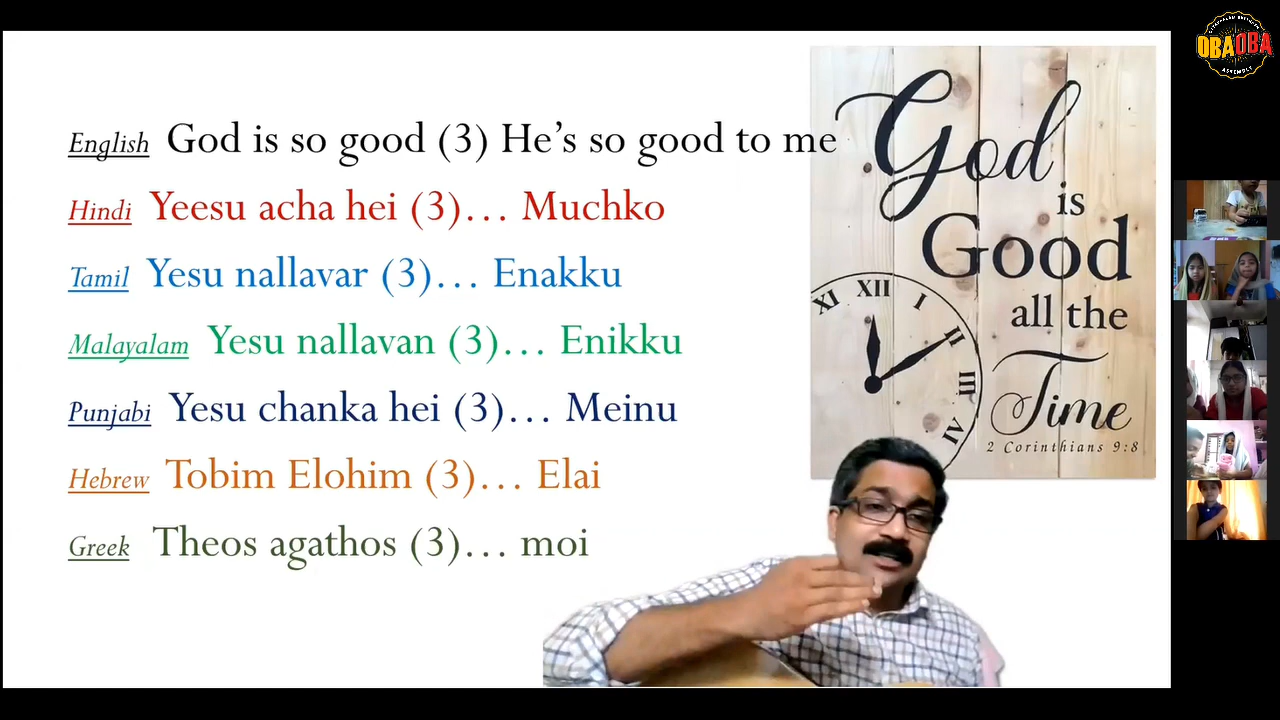 English God is so good (3) He's so good to me
Hindi Yeesu acha hei (3)... Muchko
Tamil Yesu nallavar (3)... Enakku
Malayalam Yesu nallavan (3)... Enikku
Punjabi Yesu chanka hei (3)... Meinu
Hebrew Tobim Elohim (3)... Elai
Greek Theos agathos (3)... moi
God
is
Good
all the
Time
2 Corinthians 9:8
XI XII I II III IV
OBAOBA
ASSEMBLY